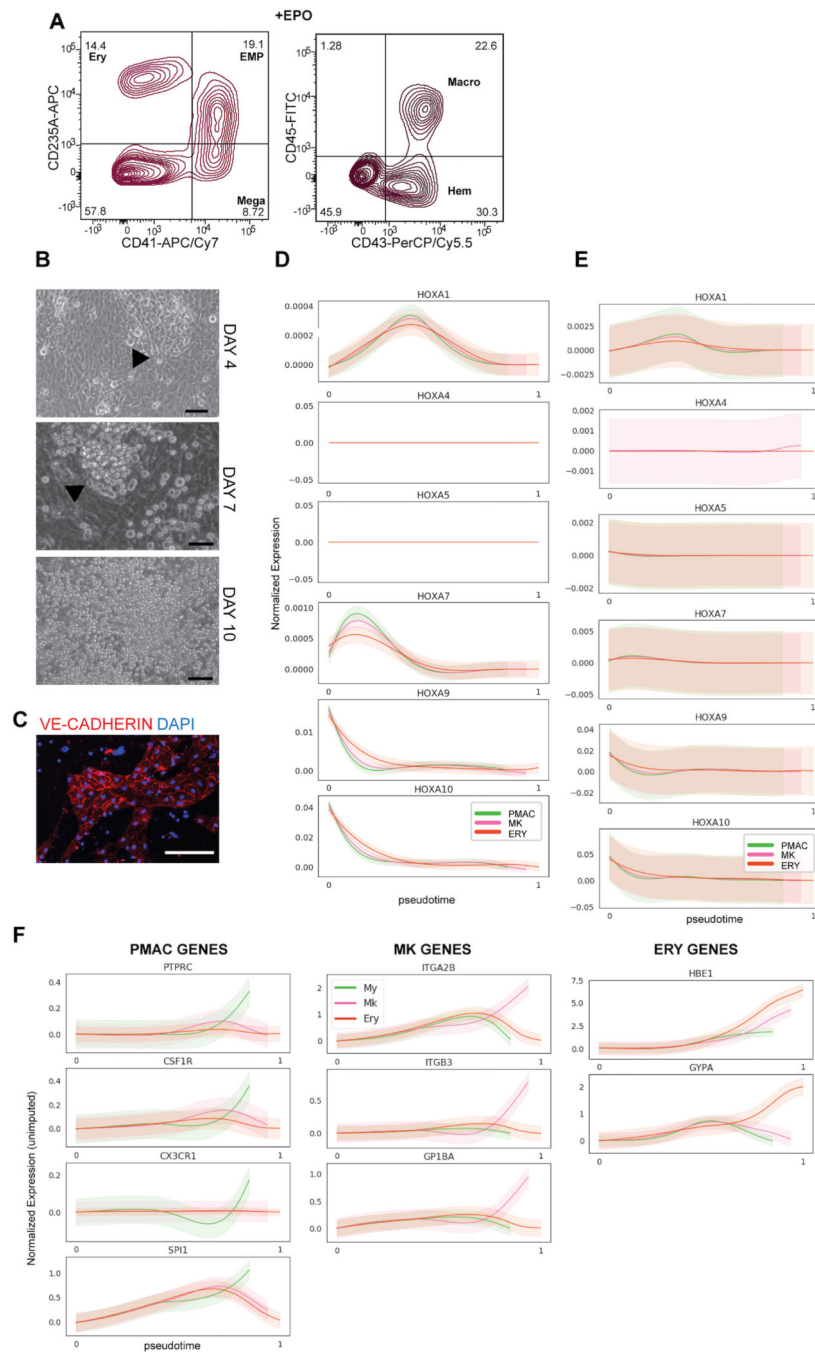 A
+EPO
14.4
Ery
19.1
EMP
Mega
57.8
8.72
CD235A-APC
10⁵
10⁴
10³
0
-10³
-10³ 0 10³ 10⁴ 10⁵
CD41-APC/Cy7
1.28
22.6
Macro
Hem
45.9
30.3
CD45-FITC
10⁵
10⁴
10³
0
-10³
-10³ 0 10³ 10⁴ 10⁵
CD43-PerCP/Cy5.5
B
DAY 4
DAY 7
DAY 10
C
VE-CADHERIN DAPI
D
Normalized Expression
HOXA1
0.0004
0.0002
0.0000
0 1
HOXA4
0.05
0.00
−0.05
0 1
HOXA5
0.05
0.00
−0.05
0 1
HOXA7
0.0010
0.0005
0.0000
0 1
HOXA9
0.01
0.00
0 1
HOXA10
0.04
0.02
0.00
PMAC
MK
ERY
0 1
pseudotime
E
HOXA1
0.0025
0.0000
−0.0025
0 1
HOXA4
0.002
0.001
0.000
−0.001
0 1
HOXA5
0.002
0.000
−0.002
0 1
HOXA7
0.005
0.000
−0.005
0 1
HOXA9
0.04
0.02
0.00
−0.02
0 1
HOXA10
0.05
0.00
−0.05
PMAC
MK
ERY
0 1
pseudotime
F
Normalized Expression (unimputed)
PMAC GENES
PTPRC
0.4
0.2
0.0
0 1
CSF1R
0.4
0.2
0.0
0 1
CX3CR1
0.2
0.0
0 1
SPI1
1.0
0.5
0.0
0 1
pseudotime
MK GENES
ITGA2B
2
1
0
My
Mk
Ery
0 1
ITGB3
0.5
0.0
0 1
GP1BA
1.0
0.5
0.0
0 1
ERY GENES
HBE1
7.5
5.0
2.5
0.0
0 1
GYPA
2
1
0
0 1